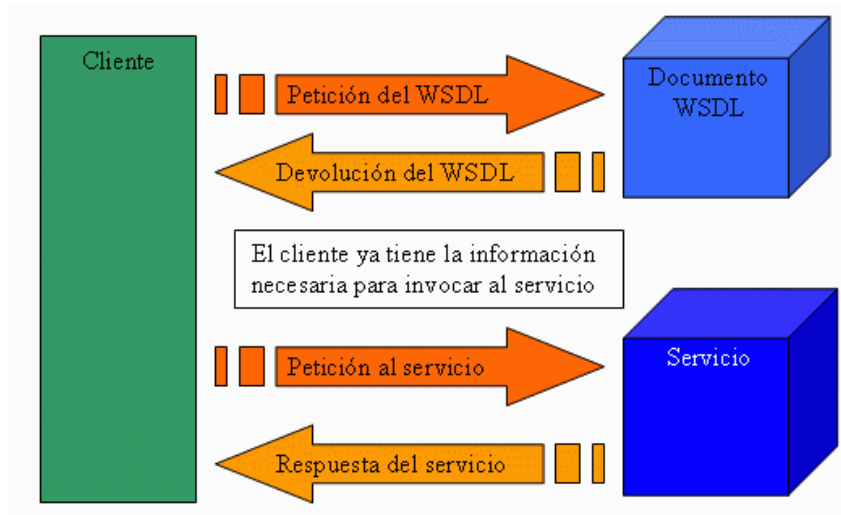 Cliente
Petición del WSDL
Documento
WSDL
Devolución del WSDL
El cliente ya tiene la información
necesaria para invocar al servicio
Petición al servicio
Servicio
Respuesta del servicio